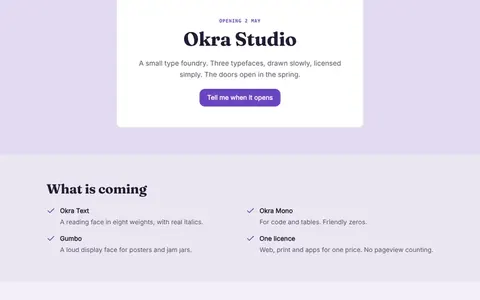 OPENING 2 MAY
Okra Studio
A small type foundry. Three typefaces, drawn slowly, licensed
simply. The doors open in the spring.
Tell me when it opens
What is coming
Okra Text
A reading face in eight weights, with real italics.
Okra Mono
For code and tables. Friendly zeros.
Gumbo
A loud display face for posters and jam jars.
One licence
Web, print and apps for one price. No pageview counting.